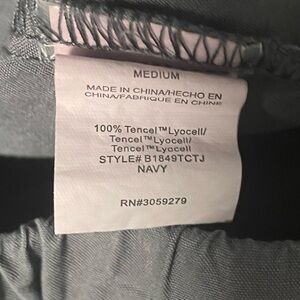 MEDIUM
MADE IN CHINA/HECHO EN
CHINA/FABRIQUE EN CHINE
100% Tencel™Lyocell/
Tencel™Lyocell/
Tencel™Lyocell
STYLE# B1849TCTJ
NAVY
RN#3059279